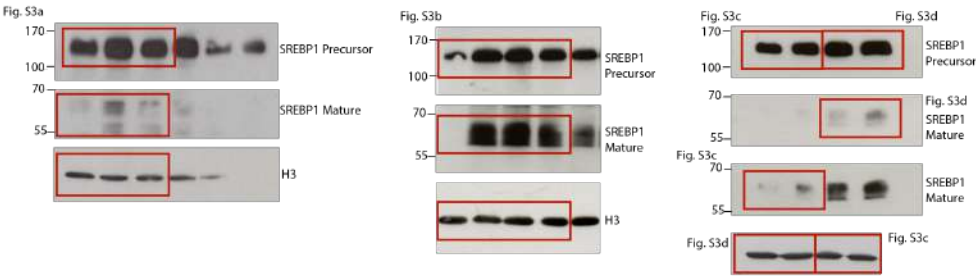 Fig. S3a
170
100
SREBP1 Precursor
70
55
SREBP1 Mature
H3
Fig. S3b
170
100
SREBP1
Precursor
70
55
SREBP1
Mature
H3
Fig. S3c
Fig. S3d
170
100
SREBP1
Precursor
70
55
Fig. S3d
SREBP1
Mature
Fig. S3c
70
55
SREBP1
Mature
Fig. S3d
Fig. S3c